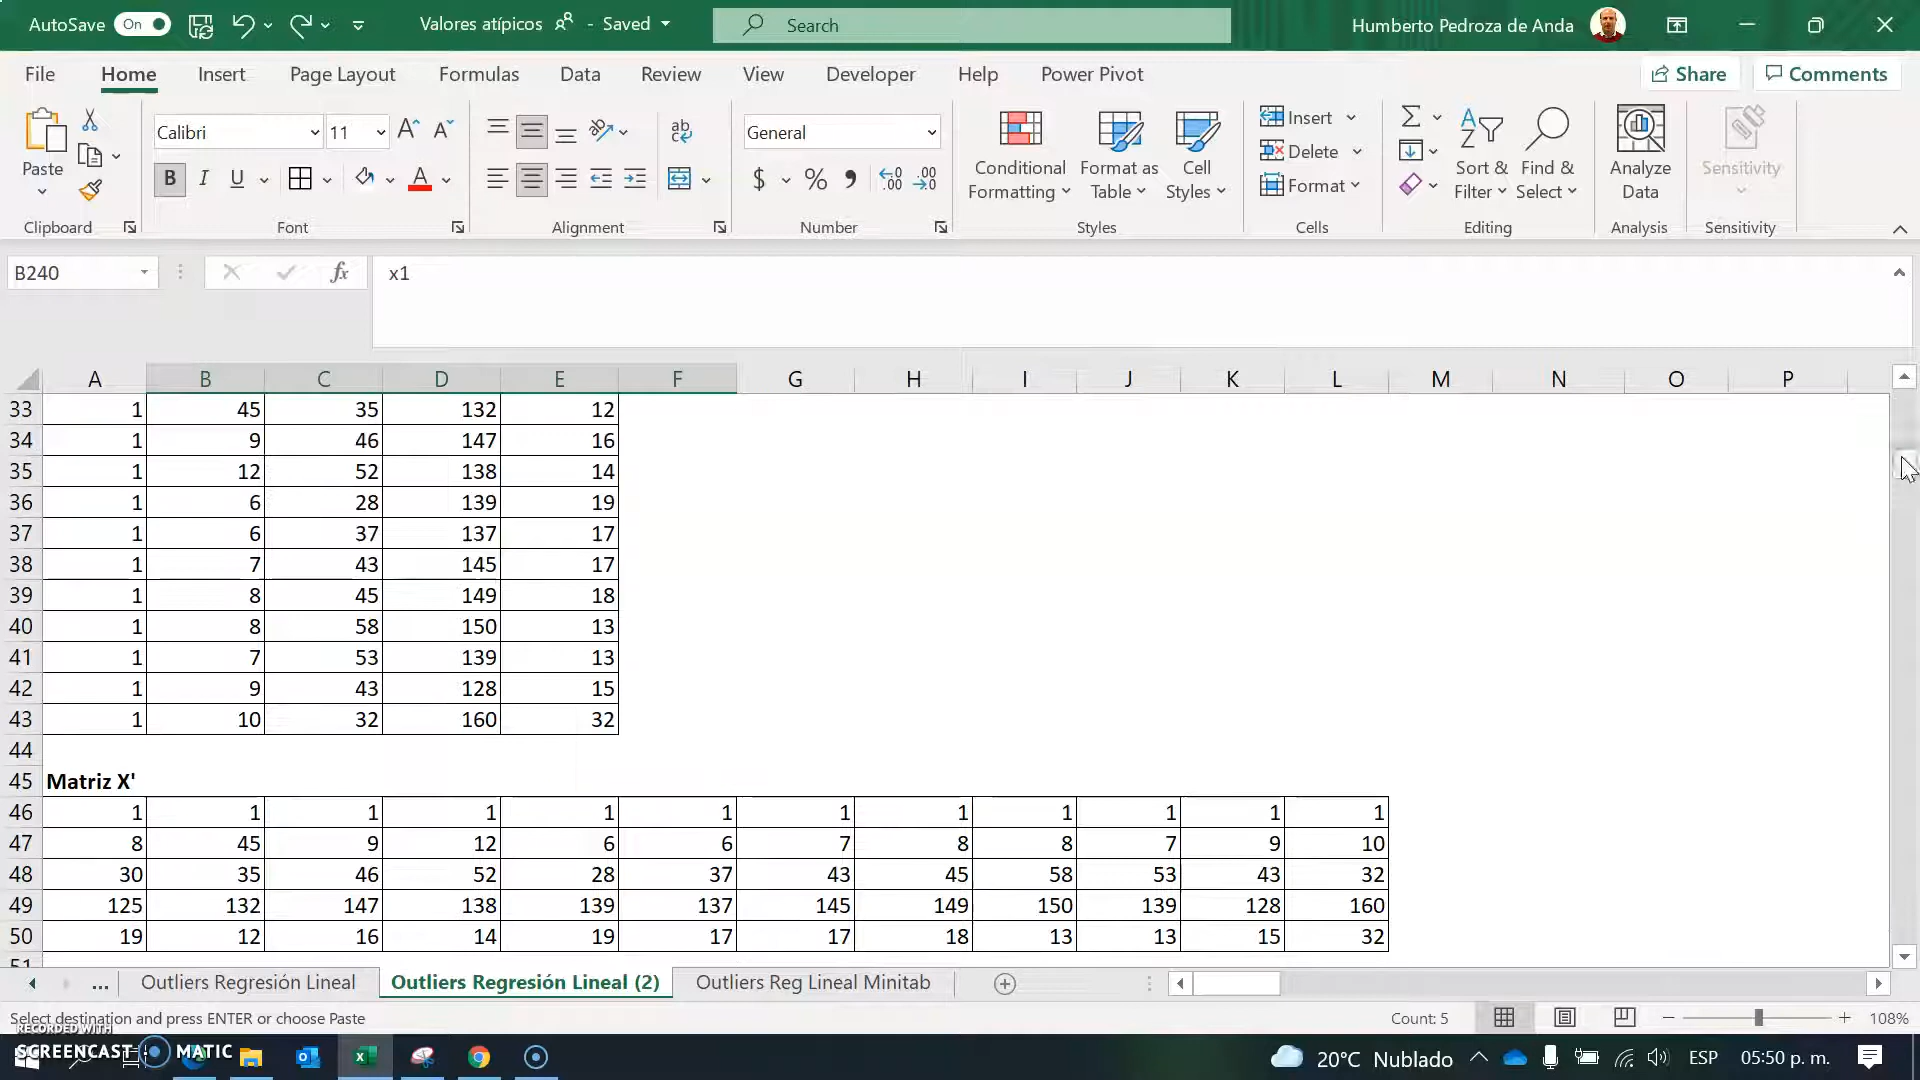 AutoSave On Valores atípicos - Saved Search Humberto Pedroza de Anda
File Home Insert Page Layout Formulas Data Review View Developer Help Power Pivot Share Comments
Calibri 11 General
Paste
B I U A
$ % 9
Conditional Formatting
Format as Table
Cell Styles
Insert
Delete
Format
Sort & Filter
Find & Select
Analyze Data
Sensitivity
Clipboard Font Alignment Number Styles Cells Editing Analysis Sensitivity
B240 fx x1
A B C D E F G H I J K L M N O P
33 1 45 35 132 12
34 1 9 46 147 16
35 1 12 52 138 14
36 1 6 28 139 19
37 1 6 37 137 17
38 1 7 43 145 17
39 1 8 45 149 18
40 1 8 58 150 13
41 1 7 53 139 13
42 1 9 43 128 15
43 1 10 32 160 32
44
45 Matriz X'
46 1 1 1 1 1 1 1 1 1 1 1 1
47 8 45 9 12 6 6 7 8 8 7 9 10
48 30 35 46 52 28 37 43 45 58 53 43 32
49 125 132 147 138 139 137 145 149 150 139 128 160
50 19 12 16 14 19 17 17 18 13 13 15 32
51
... Outliers Regresión Lineal Outliers Regresión Lineal (2) Outliers Reg Lineal Minitab
Select destination and press ENTER or choose Paste Count: 5 108%
RECORDED WITH
SCREENCAST MATIC
20°C Nublado ESP 05:50 p. m.